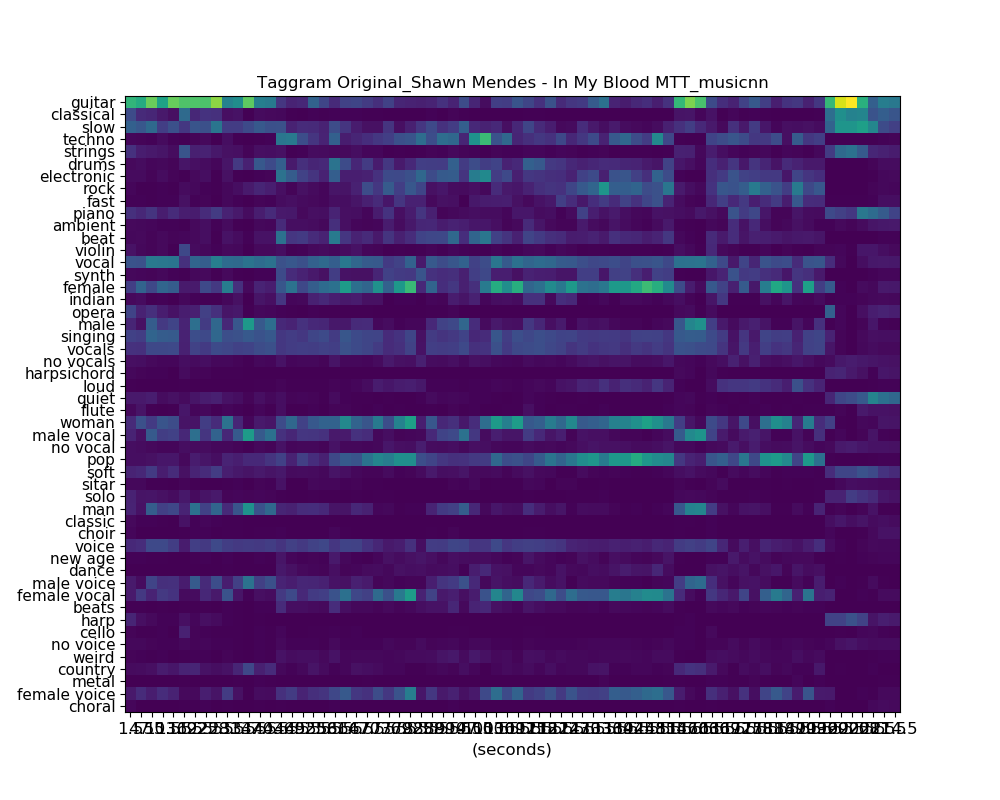 Taggram Original_Shawn Mendes - In My Blood MTT_musicnn
guitar
classical
slow
techno
strings
drums
electronic
rock
fast
piano
ambient
beat
violin
vocal
synth
female
indian
opera
male
singing
vocals
no vocals
harpsichord
loud
quiet
flute
woman
male vocal
no vocal
pop
soft
sitar
solo
man
classic
choir
voice
new age
dance
male voice
female vocal
beats
harp
cello
no voice
weird
country
metal
female voice
choral
(seconds)